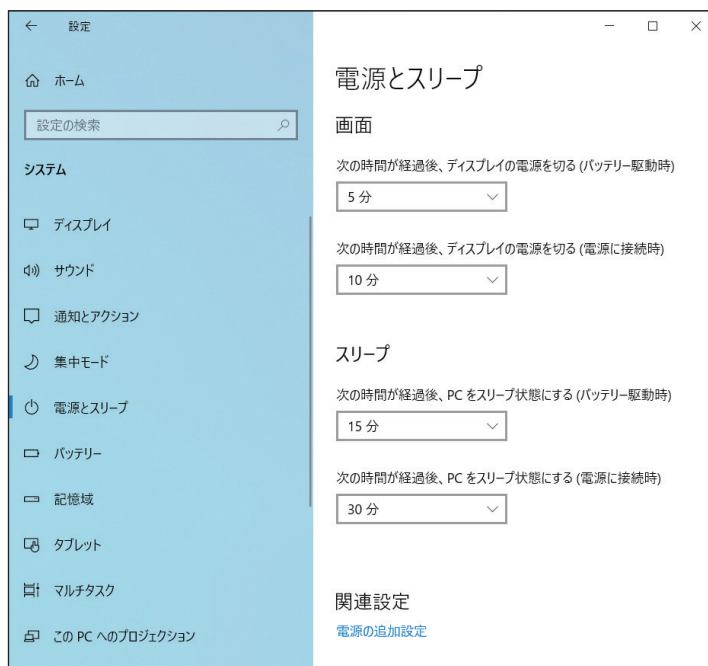 設定
ホーム
設定の検索
システム
ディスプレイ
サウンド
通知とアクション
集中モード
電源とスリープ
バッテリー
記憶域
タブレット
マルチタスク
この PC へのプロジェクション
電源とスリープ
画面
次の時間が経過後、ディスプレイの電源を切る (バッテリー駆動時)
5 分
次の時間が経過後、ディスプレイの電源を切る (電源に接続時)
10 分
スリープ
次の時間が経過後、PC をスリープ状態にする (バッテリー駆動時)
15 分
次の時間が経過後、PC をスリープ状態にする (電源に接続時)
30 分
関連設定
電源の追加設定